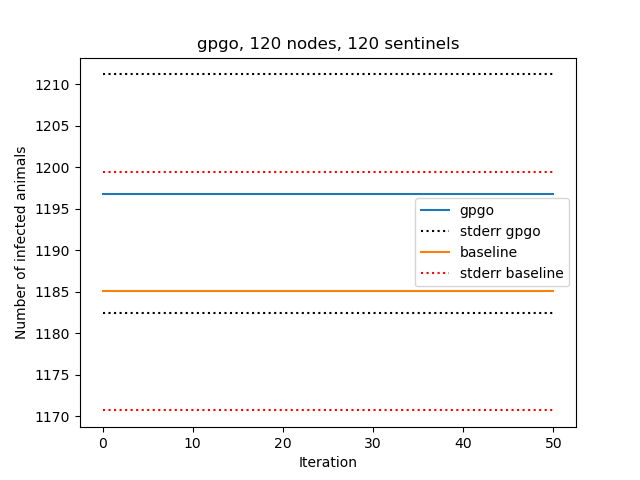 gpgo, 120 nodes, 120 sentinels
Number of infected animals
1210
1205
1200
1195
1190
1185
1180
1175
1170
gpgo
stderr gpgo
baseline
stderr baseline
0 10 20 30 40 50
Iteration